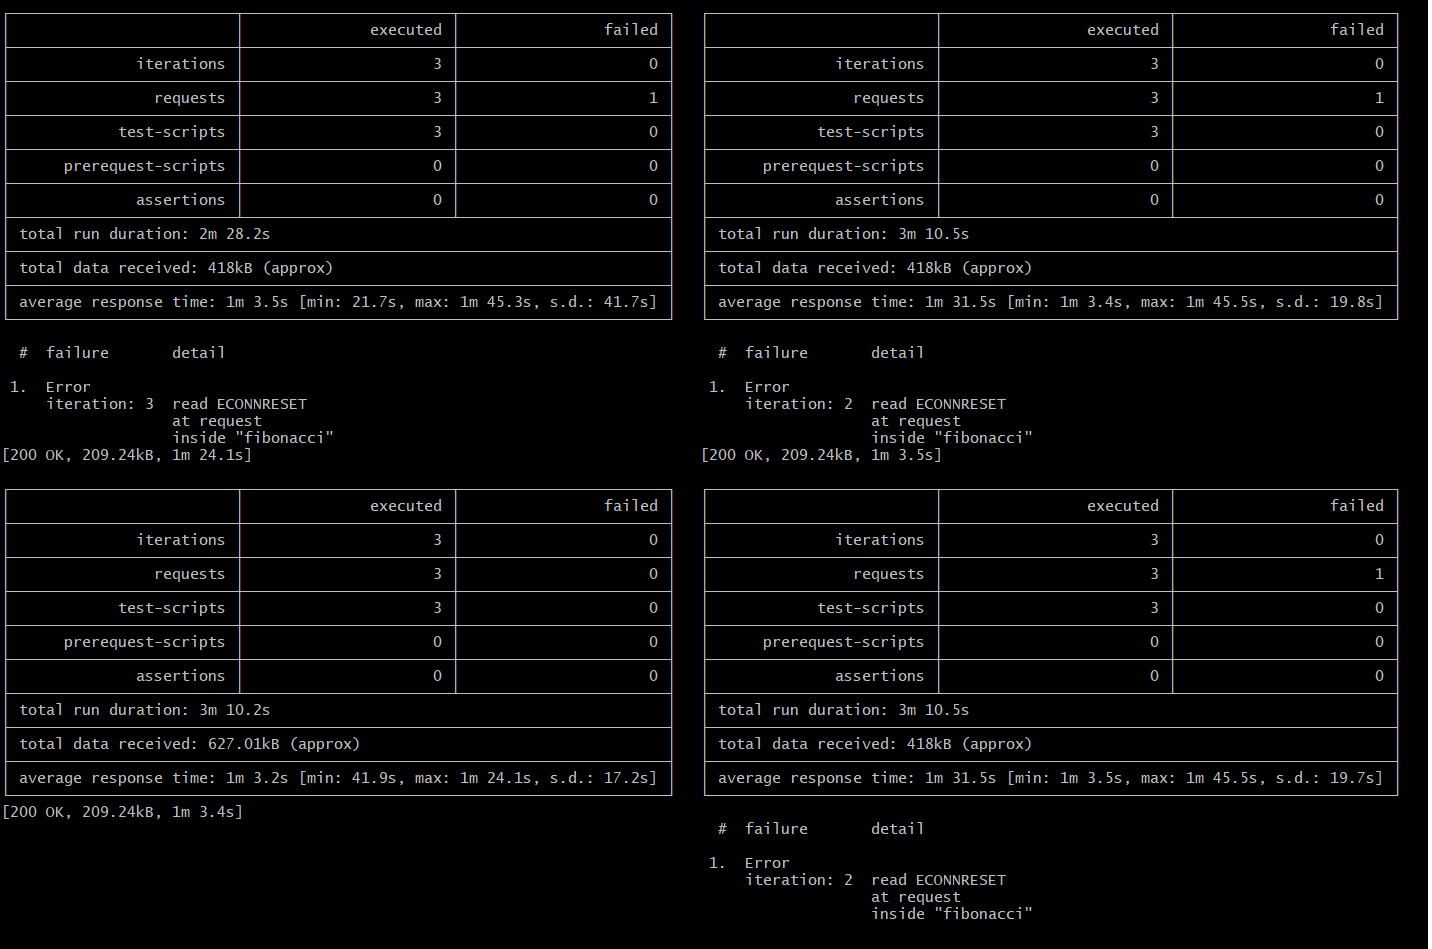 executed failed
iterations 3 0
requests 3 1
test-scripts 3 0
prerequest-scripts 0 0
assertions 0 0
total run duration: 2m 28.2s
total data received: 418kB (approx)
average response time: 1m 3.5s [min: 21.7s, max: 1m 45.3s, s.d.: 41.7s]
# failure detail
1. Error
iteration: 3 read ECONNRESET
at request
inside "fibonacci"
[200 OK, 209.24kB, 1m 24.1s]
executed failed
iterations 3 0
requests 3 0
test-scripts 3 0
prerequest-scripts 0 0
assertions 0 0
total run duration: 3m 10.2s
total data received: 627.01kB (approx)
average response time: 1m 3.2s [min: 41.9s, max: 1m 24.1s, s.d.: 17.2s]
[200 OK, 209.24kB, 1m 3.4s]
executed failed
iterations 3 0
requests 3 1
test-scripts 3 0
prerequest-scripts 0 0
assertions 0 0
total run duration: 3m 10.5s
total data received: 418kB (approx)
average response time: 1m 31.5s [min: 1m 3.4s, max: 1m 45.5s, s.d.: 19.8s]
# failure detail
1. Error
iteration: 2 read ECONNRESET
at request
inside "fibonacci"
[200 OK, 209.24kB, 1m 3.5s]
executed failed
iterations 3 0
requests 3 1
test-scripts 3 0
prerequest-scripts 0 0
assertions 0 0
total run duration: 3m 10.5s
total data received: 418kB (approx)
average response time: 1m 31.5s [min: 1m 3.5s, max: 1m 45.5s, s.d.: 19.7s]
# failure detail
1. Error
iteration: 2 read ECONNRESET
at request
inside "fibonacci"